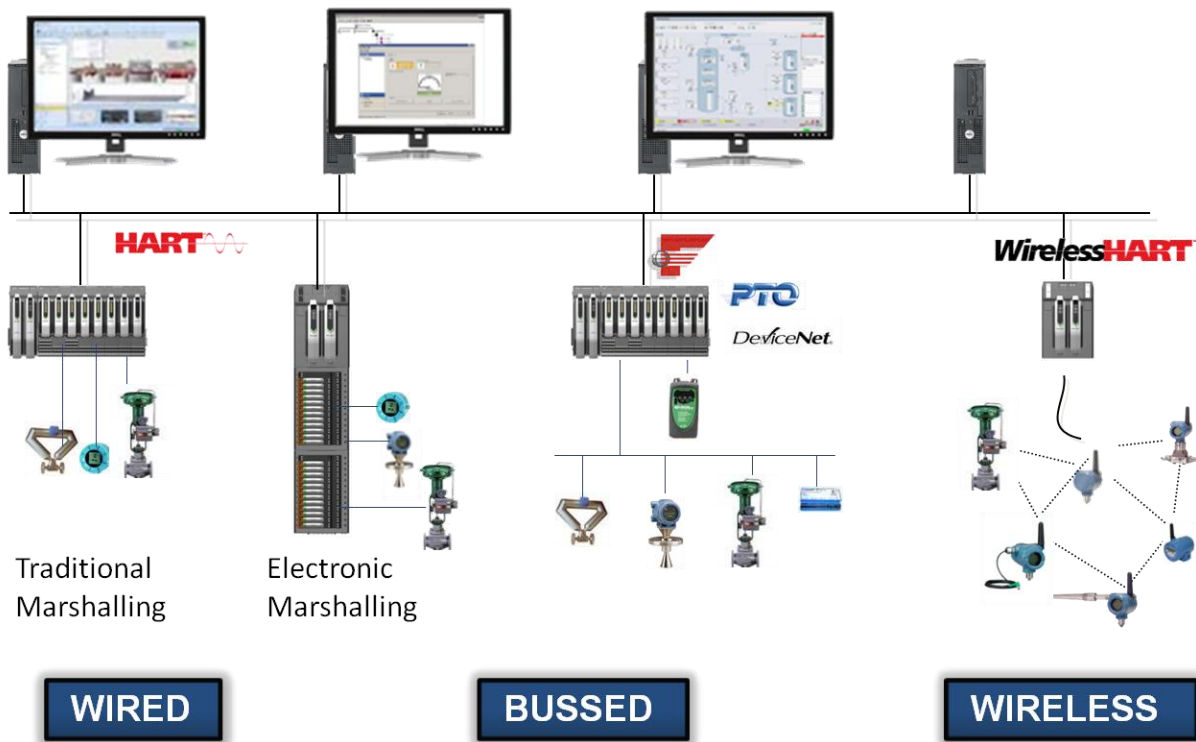 HART
WirelessHART
PTO
DeviceNet
Traditional
Marshalling
Electronic
Marshalling
WIRED
BUSSED
WIRELESS